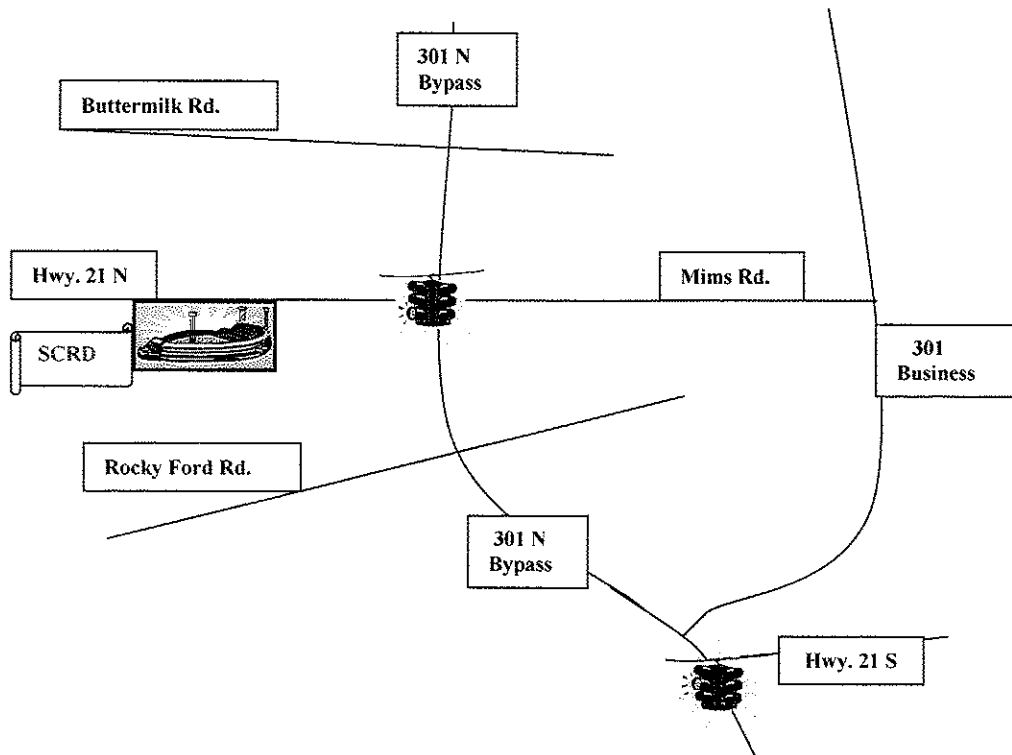 301 N
Bypass
Buttermilk Rd.
Hwy. 21 N
Mims Rd.
SCRD
301
Business
Rocky Ford Rd.
301 N
Bypass
Hwy. 21 S